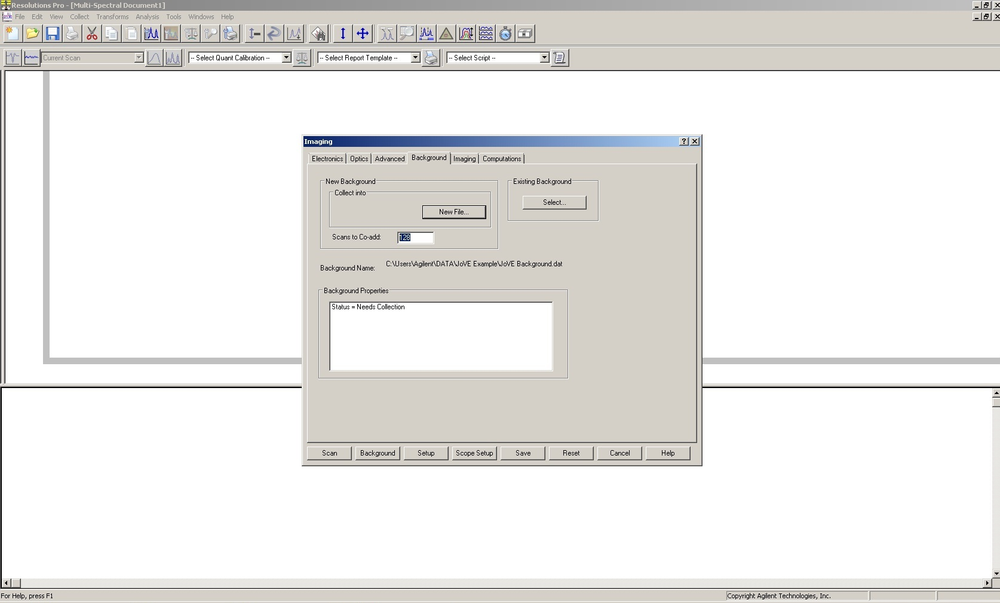 Resolutions Pro - [Multi-Spectral Document1]
File Edit View Collect Transforms Analysis Tools Windows Help
Current Scan -- Select Quant Calibration -- -- Select Report Template -- -- Select Script --
Imaging
Electronics Optics Advanced Background Imaging Computations
New Background Existing Background
Collect into
Select...
New File...
Scans to Co-add: 128
Background Name: C:\Users\Agilent\DATA\JoVE Example\JoVE Background.dat
Background Properties
Status = Needs Collection
Scan Background Setup Scope Setup Save Reset Cancel Help
For Help, press F1 Copyright Agilent Technologies, Inc.